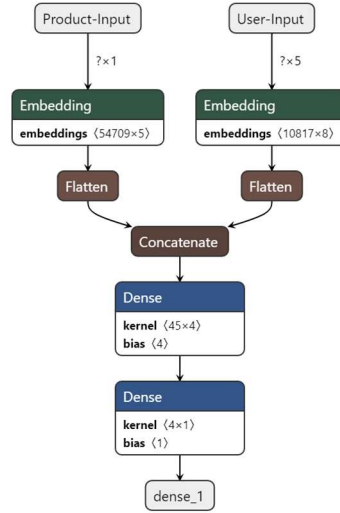 Product-Input
User-Input
?×1
?×5
Embedding
embeddings ⟨54709×5⟩
Embedding
embeddings ⟨10817×8⟩
Flatten
Flatten
Concatenate
Dense
kernel ⟨45×4⟩
bias ⟨4⟩
Dense
kernel ⟨4×1⟩
bias ⟨1⟩
dense_1